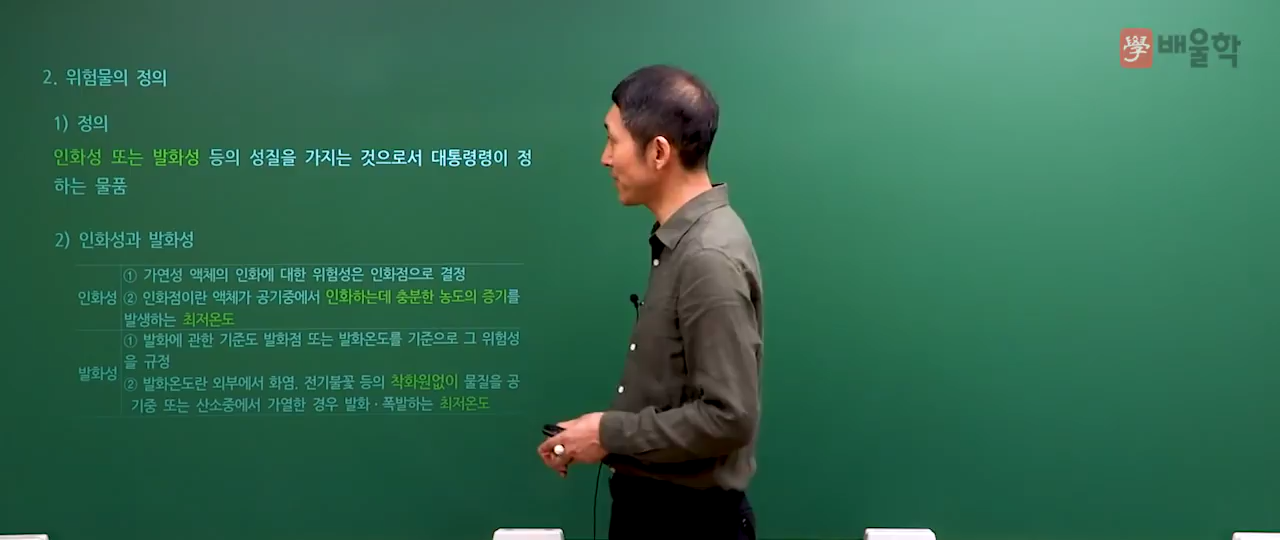 學 배울학
2. 위험물의 정의
1) 정의
인화성 또는 발화성 등의 성질을 가지는 것으로서 대통령령이 정
하는 물품
2) 인화성과 발화성
인화성
① 가연성 액체의 인화에 대한 위험성은 인화점으로 결정
② 인화점이란 액체가 공기중에서 인화하는데 충분한 농도의 증기를
발생하는 최저온도
발화성
① 발화에 관한 기준도 발화점 또는 발화온도를 기준으로 그 위험성
을 규정
② 발화온도란 외부에서 화염, 전기불꽃 등의 착화원없이 물질을 공
기중 또는 산소중에서 가열한 경우 발화·폭발하는 최저온도